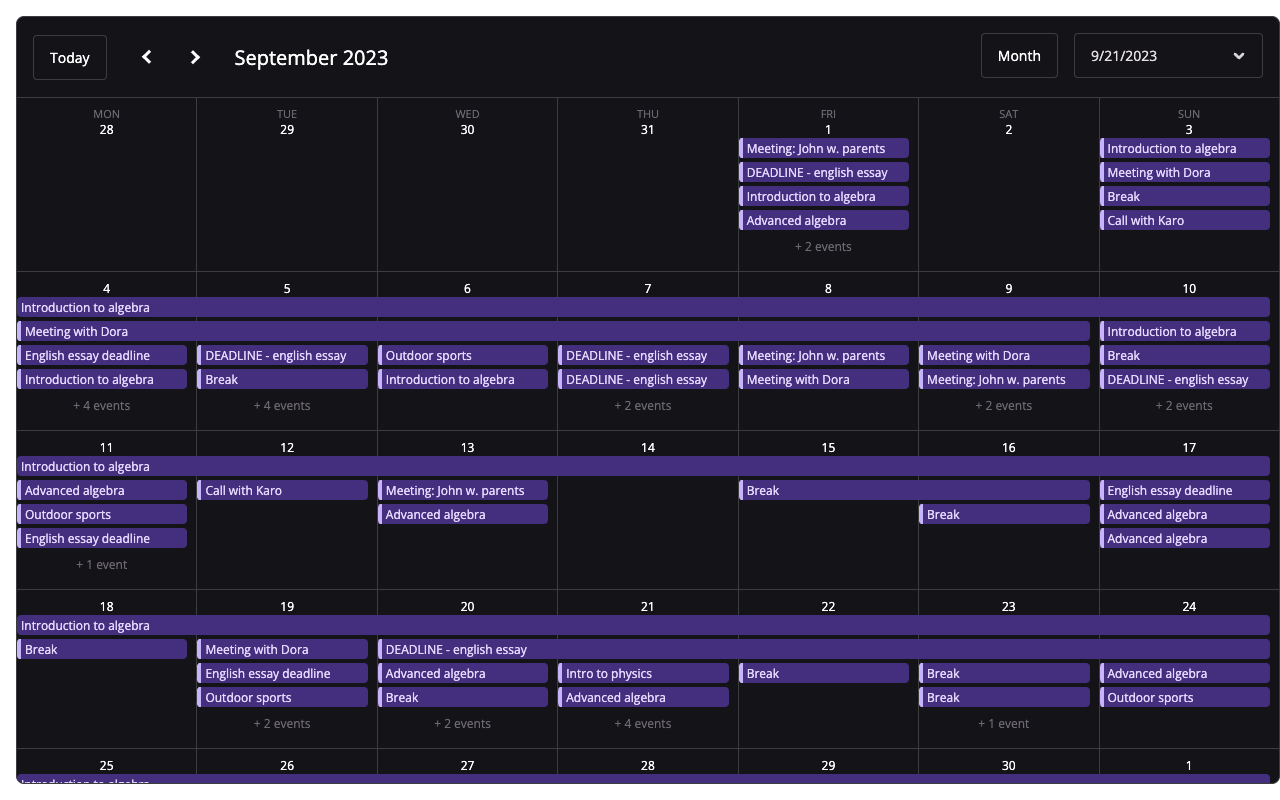 Today
September 2023
Month
9/21/2023
MON TUE WED THU FRI SAT SUN
28 29 30 31 1 2 3
Meeting: John w. parents Introduction to algebra
DEADLINE - english essay Meeting with Dora
Introduction to algebra Break
Advanced algebra Call with Karo
+ 2 events
4 5 6 7 8 9 10
Introduction to algebra
Meeting with Dora Introduction to algebra
English essay deadline DEADLINE - english essay Outdoor sports DEADLINE - english essay Meeting: John w. parents Meeting with Dora Break
Introduction to algebra Break Introduction to algebra DEADLINE - english essay Meeting with Dora Meeting: John w. parents DEADLINE - english essay
+ 4 events + 4 events + 2 events + 2 events + 2 events
11 12 13 14 15 16 17
Introduction to algebra
Advanced algebra Call with Karo Meeting: John w. parents Break English essay deadline
Outdoor sports Advanced algebra Break Advanced algebra
English essay deadline Advanced algebra
+ 1 event
18 19 20 21 22 23 24
Introduction to algebra
Break Meeting with Dora DEADLINE - english essay
English essay deadline Advanced algebra Intro to physics Break Break Advanced algebra
Outdoor sports Break Advanced algebra Break Outdoor sports
+ 2 events + 2 events + 4 events + 1 event
25 26 27 28 29 30 1
Introduction to algebra